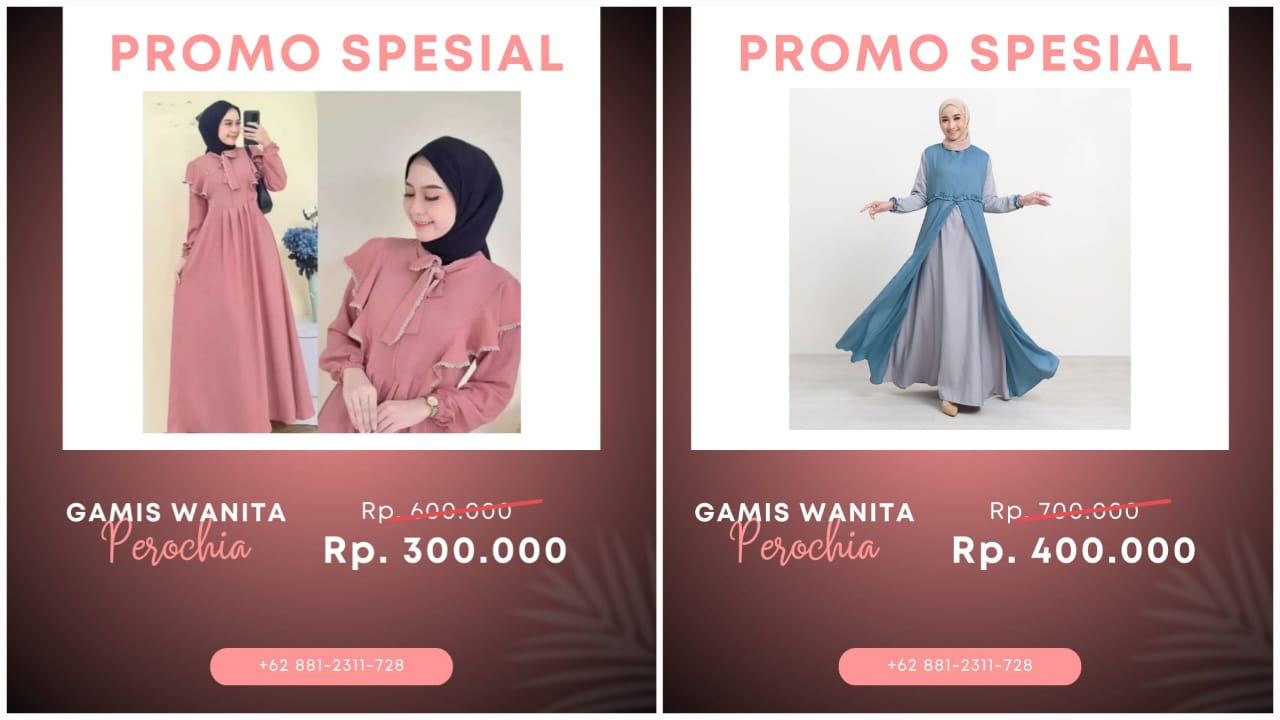 PROMO SPESIAL
GAMIS WANITA
Perochia
Rp. 600.000
Rp. 300.000
+62 881-2311-728
PROMO SPESIAL
GAMIS WANITA
Perochia
Rp. 700.000
Rp. 400.000
+62 881-2311-728